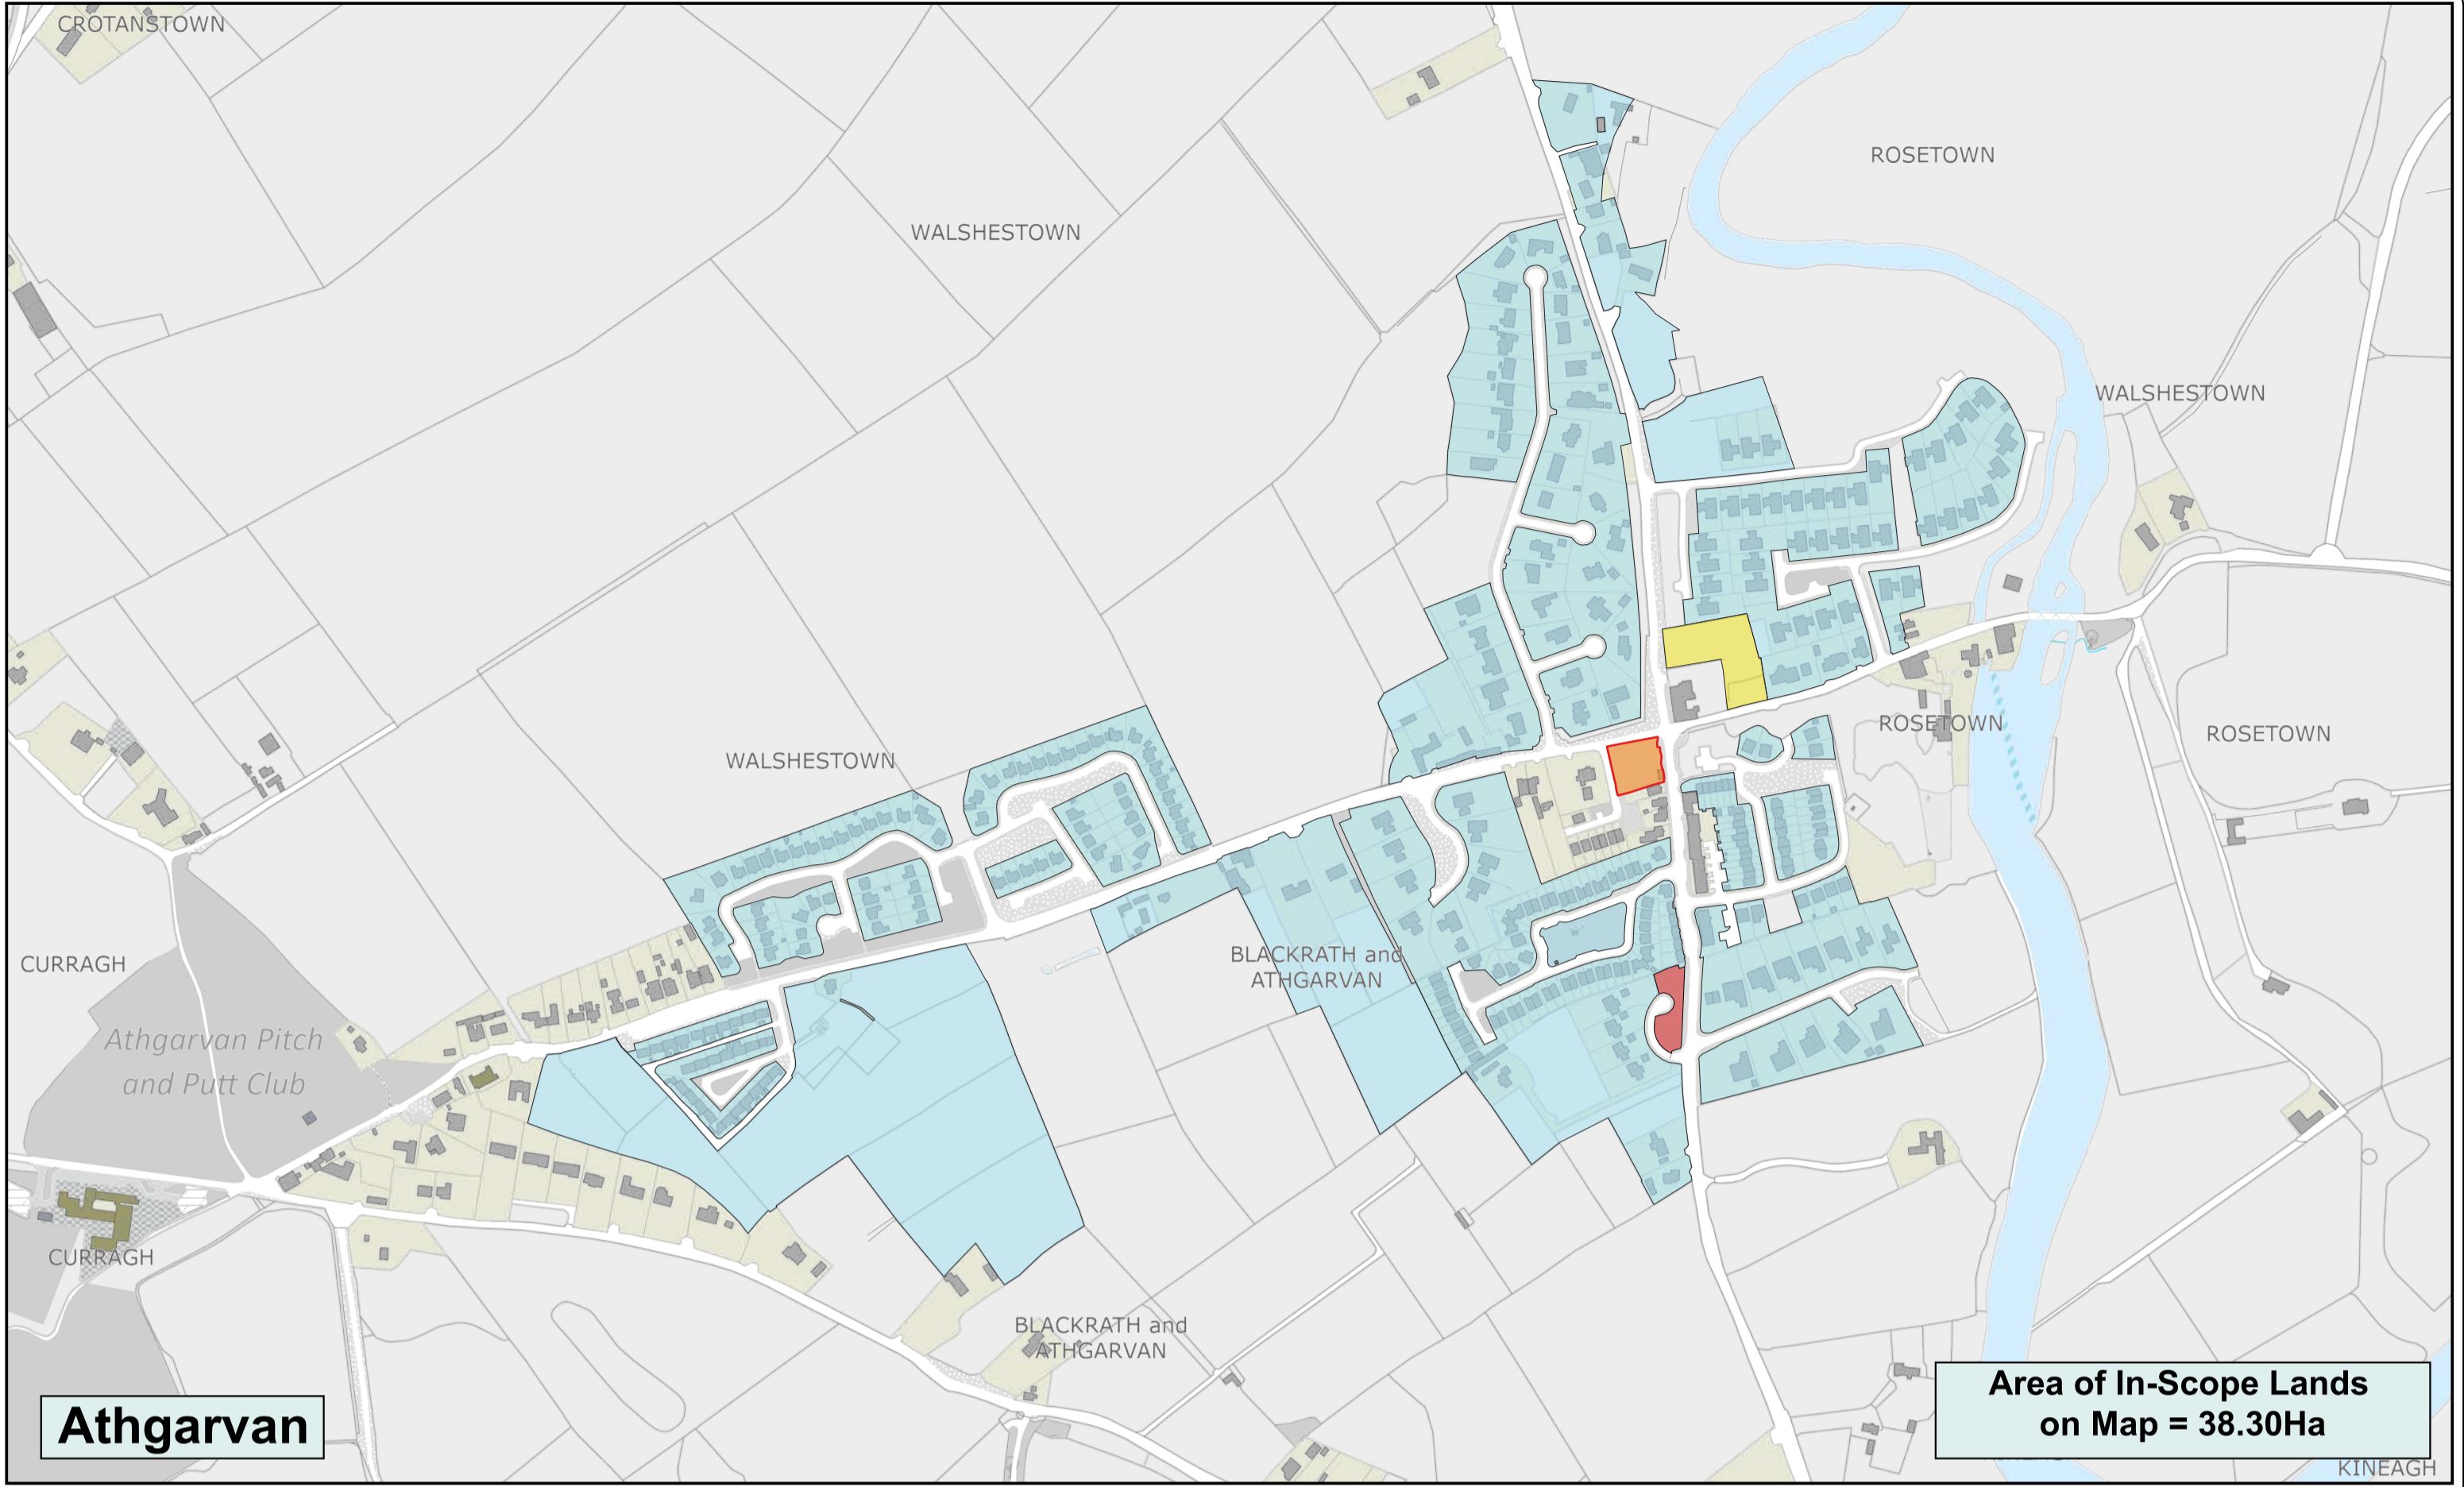 CROTANSTOWN
ROSETOWN
WALSHESTOWN
WALSHESTOWN
ROSETOWN
ROSETOWN
WALSHESTOWN
BLACKRATH and
ATHGARVAN
CURRAGH
Athgarvan Pitch
and Putt Club
CURRAGH
BLACKRATH and
ATHGARVAN
Athgarvan
Area of In-Scope Lands
on Map = 38.30Ha
KINEAGH